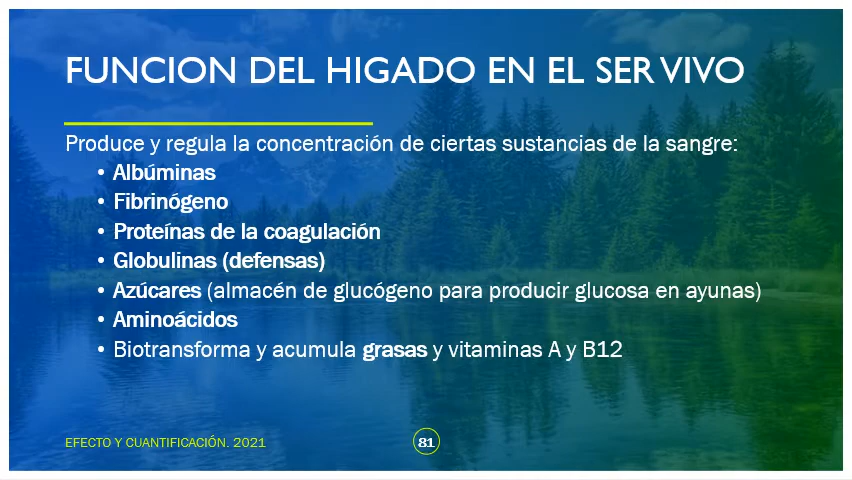 FUNCION DEL HIGADO EN EL SER VIVO
Produce y regula la concentración de ciertas sustancias de la sangre:
• Albúminas
• Fibrinógeno
• Proteínas de la coagulación
• Globulinas (defensas)
• Azúcares (almacén de glucógeno para producir glucosa en ayunas)
• Aminoácidos
• Biotransforma y acumula grasas y vitaminas A y B12
EFECTO Y CUANTIFICACIÓN. 2021
81